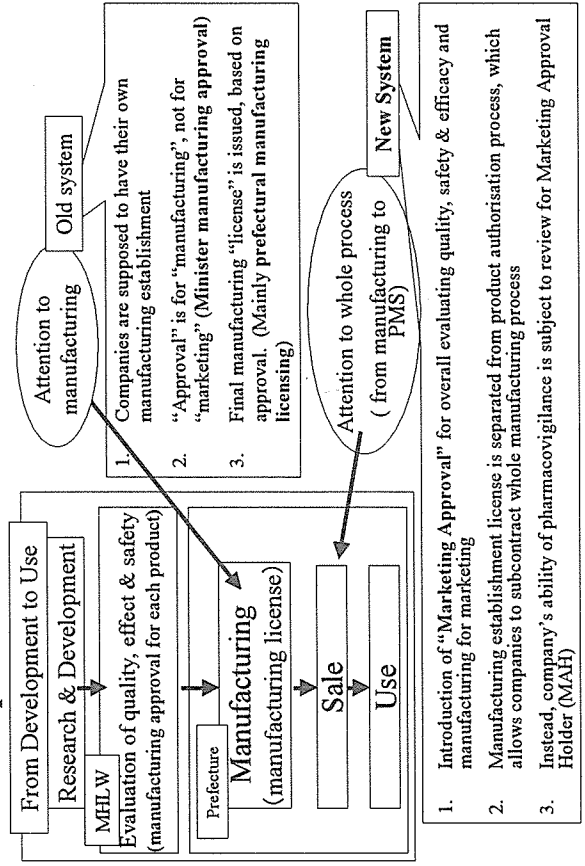 From Development to Use
Research & Development
MHLW
Evaluation of quality, effect & safety
(manufacturing approval for each product)
Prefecture
Manufacturing
(manufacturing license)
Sale
Use
Attention to
manufacturing
Old system
1. Companies are supposed to have their own
manufacturing establishment
2. “Approval” is for “manufacturing”, not for
“marketing” (Minister manufacturing approval)
3. Final manufacturing “license” is issued, based on
approval. (Mainly prefectural manufacturing
licensing)
Attention to whole process
( from manufacturing to
PMS)
New System
1. Introduction of “Marketing Approval” for overall evaluating quality, safety & efficacy and
manufacturing for marketing
2. Manufacturing establishment license is separated from product authorisation process, which
allows companies to subcontract whole manufacturing process
3. Instead, company’s ability of pharmacovigilance is subject to review for Marketing Approval
Holder (MAH)